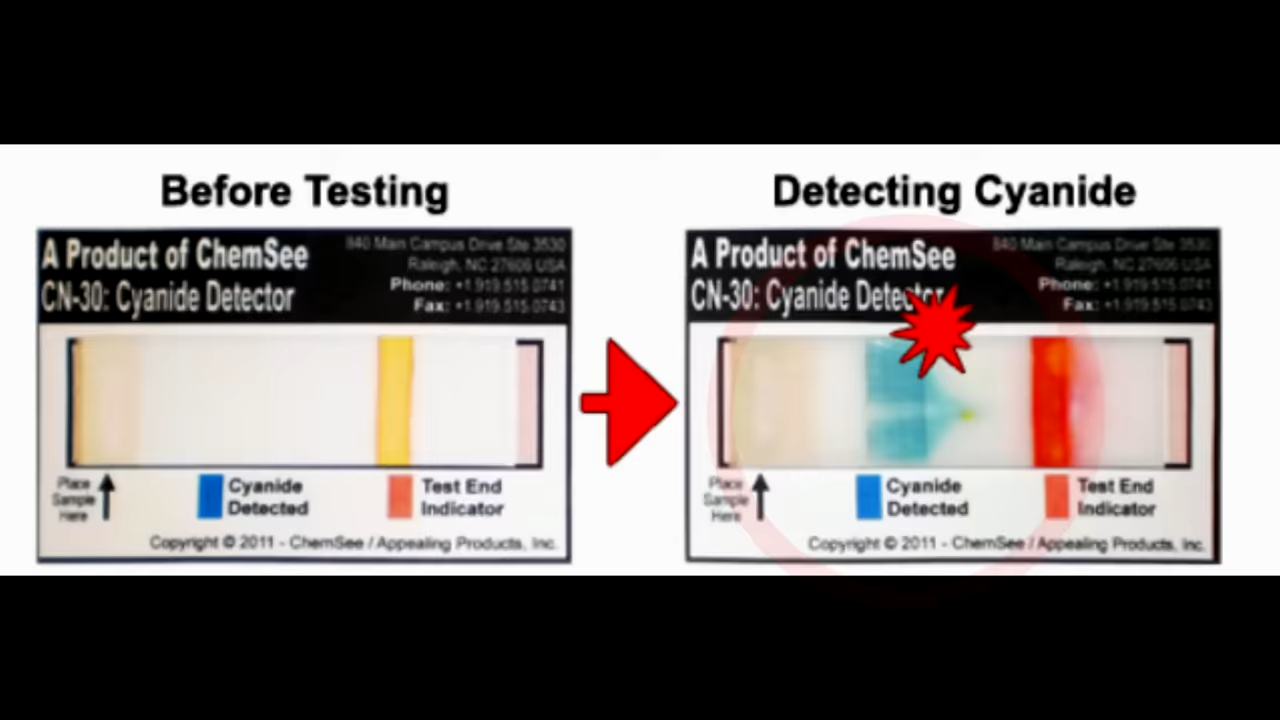 Before Testing
A Product of ChemSee
840 Main Campus Drive Ste 3530
Raleigh, NC 27606 USA
CN-30: Cyanide Detector
Phone: +1.919.515.0741
Fax: +1.919.515.0743
Place
Sample
Here
Cyanide
Detected
Test End
Indicator
Copyright © 2011 - ChemSee / Appealing Products, Inc.
Detecting Cyanide
A Product of ChemSee
840 Main Campus Drive Ste 3530
Raleigh, NC 27606 USA
CN-30: Cyanide Detector
Phone: +1.919.515.0741
Fax: +1.919.515.0743
Place
Sample
Here
Cyanide
Detected
Test End
Indicator
Copyright © 2011 - ChemSee / Appealing Products, Inc.